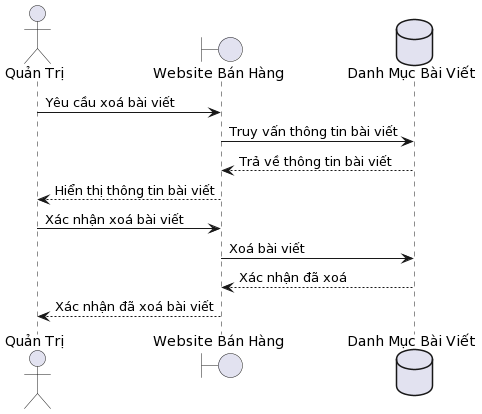 Quản Trị
Website Bán Hàng
Danh Mục Bài Viết
Yêu cầu xoá bài viết
Truy vấn thông tin bài viết
Trả về thông tin bài viết
Hiển thị thông tin bài viết
Xác nhận xoá bài viết
Xoá bài viết
Xác nhận đã xoá
Xác nhận đã xoá bài viết
Quản Trị
Website Bán Hàng
Danh Mục Bài Viết